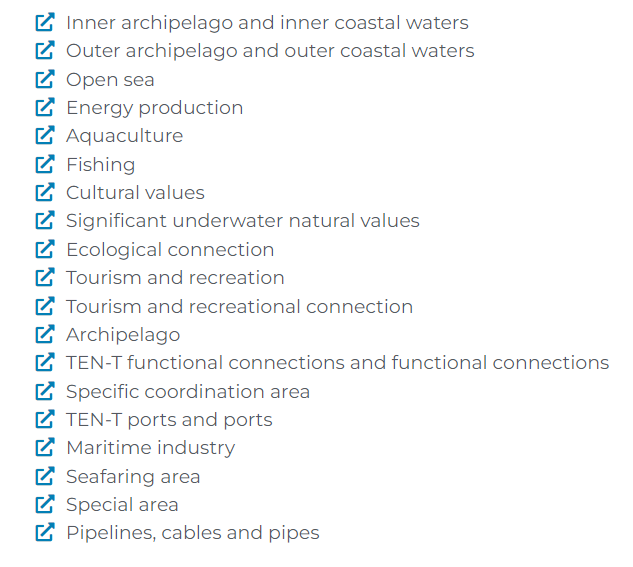 Inner archipelago and inner coastal waters
Outer archipelago and outer coastal waters
Open sea
Energy production
Aquaculture
Fishing
Cultural values
Significant underwater natural values
Ecological connection
Tourism and recreation
Tourism and recreational connection
Archipelago
TEN-T functional connections and functional connections
Specific coordination area
TEN-T ports and ports
Maritime industry
Seafaring area
Special area
Pipelines, cables and pipes